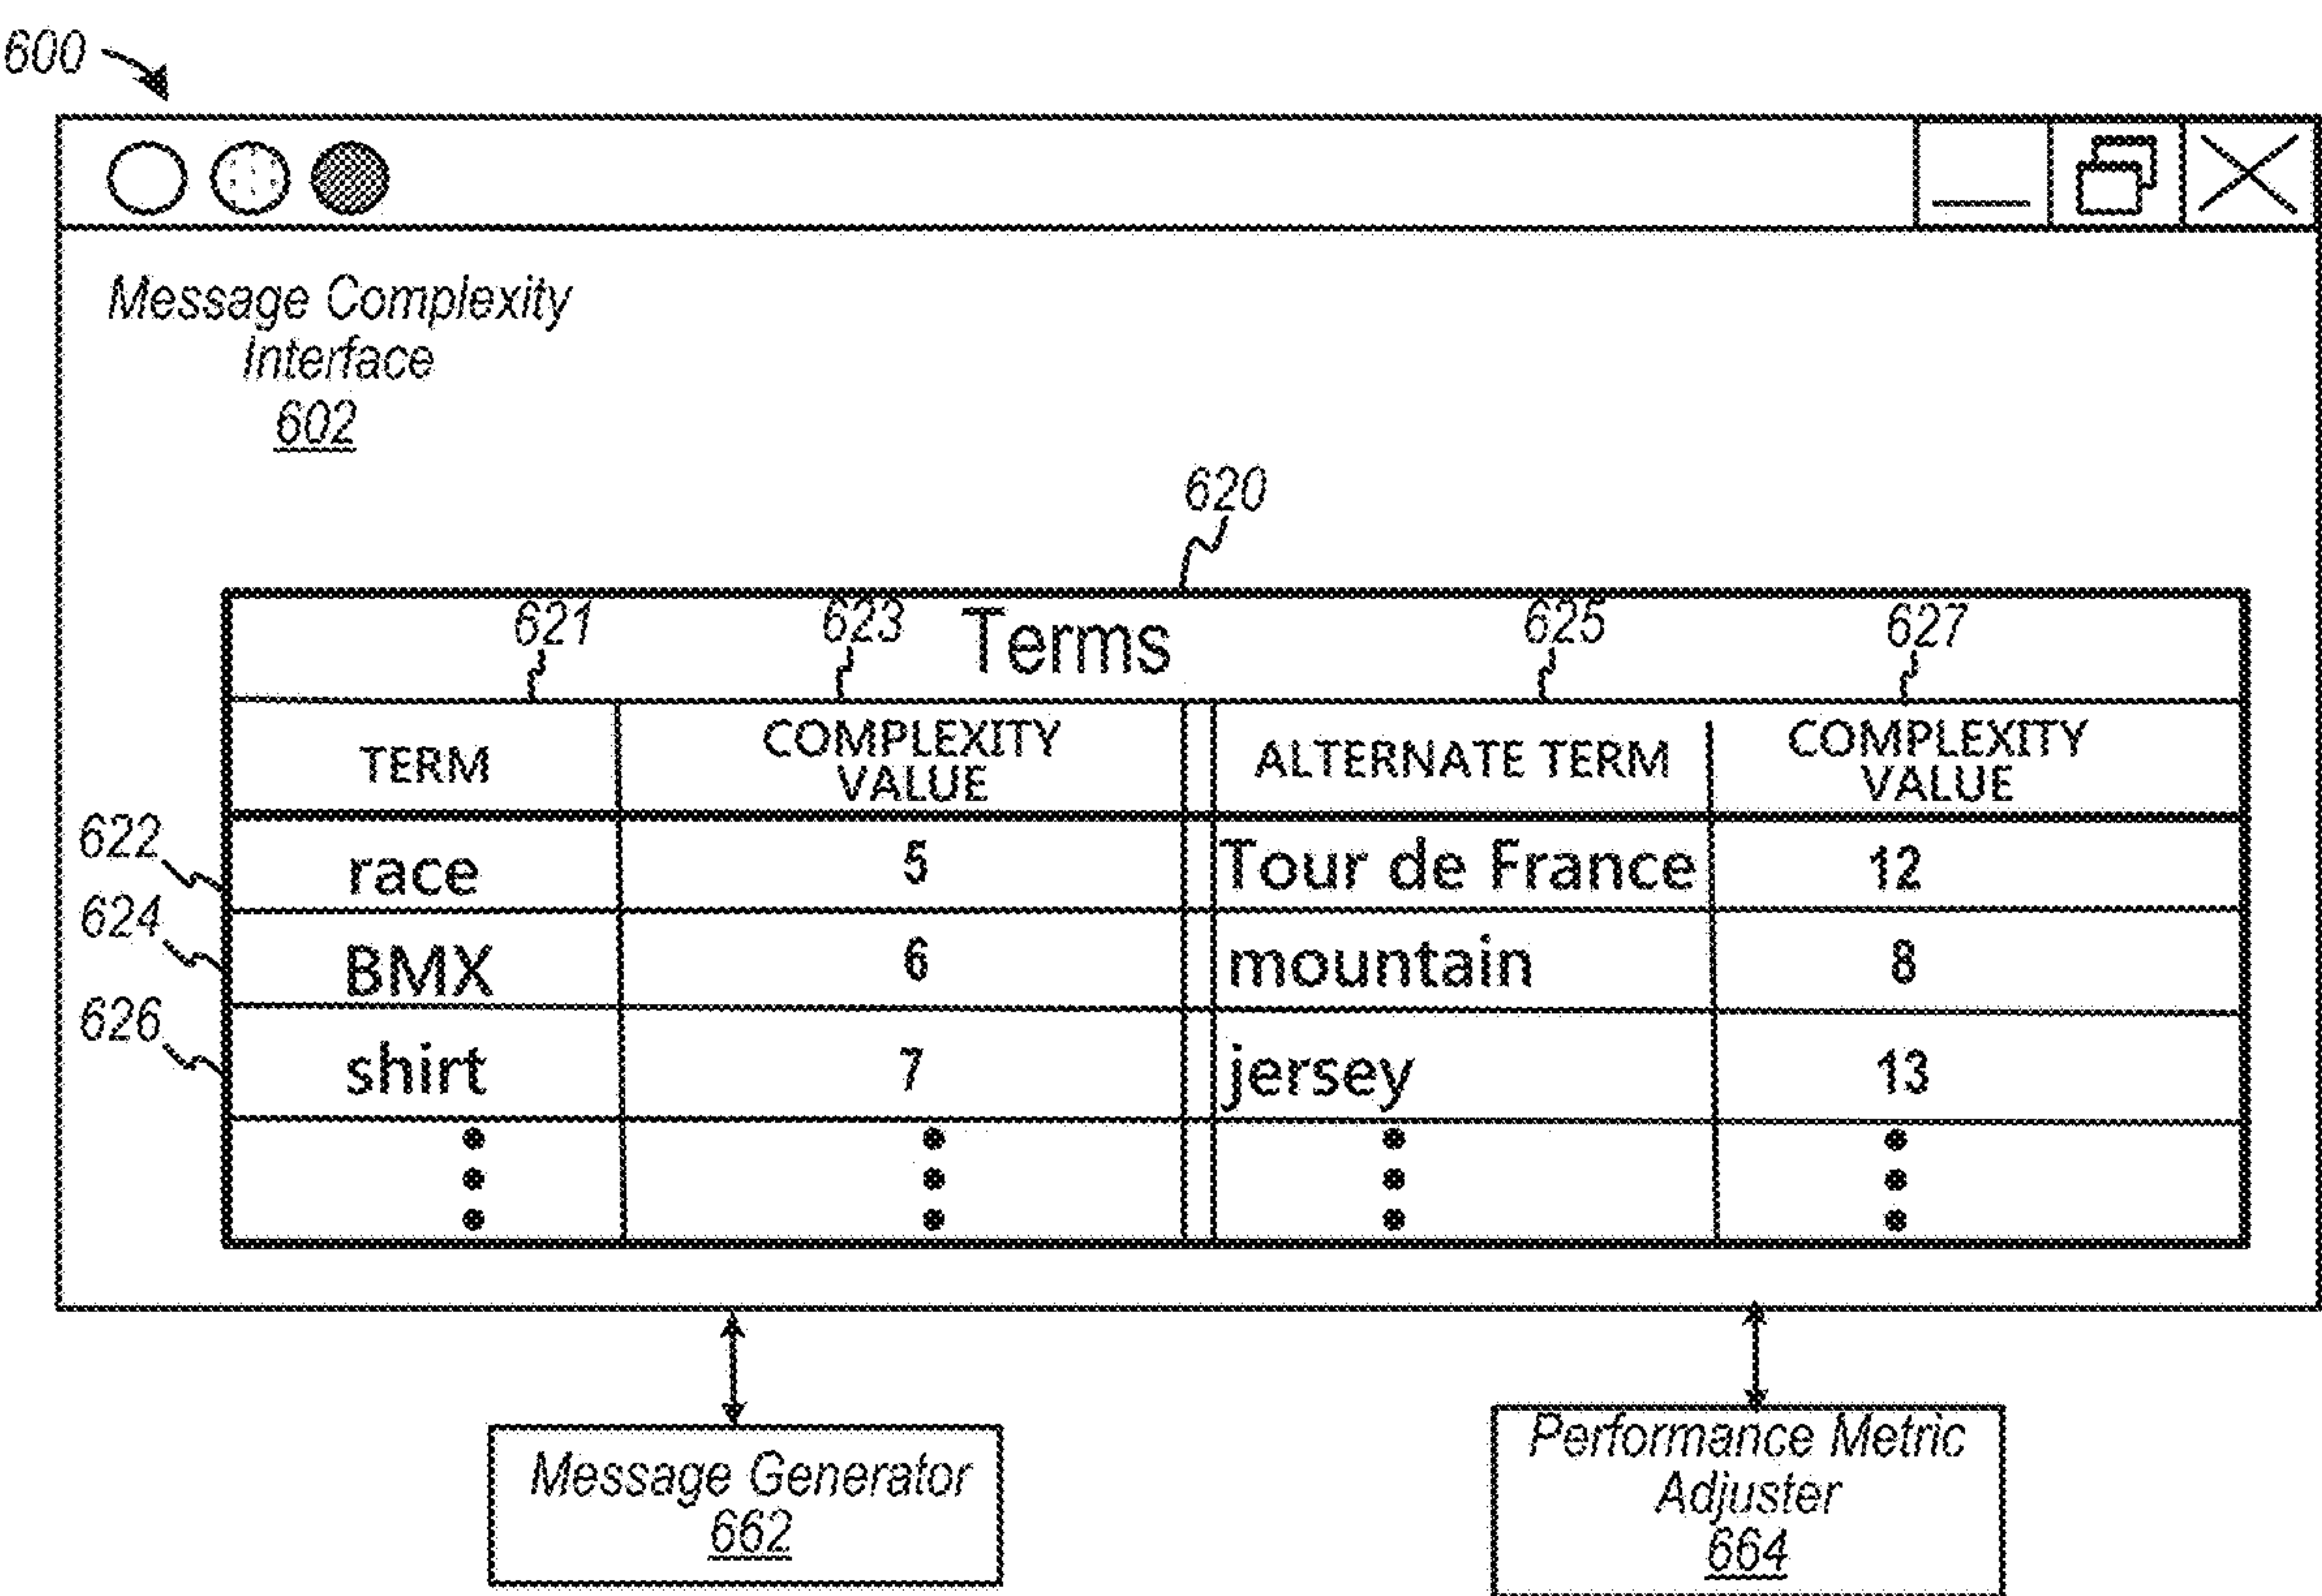 600
Message Complexity
Interface
602
620
621 623 Terms 625 627
TERM COMPLEXITY VALUE ALTERNATE TERM COMPLEXITY VALUE
622 race 5 Tour de France 12
624 BMX 6 mountain 8
626 shirt 7 jersey 13
Message Generator
662
Performance Metric
Adjuster
664